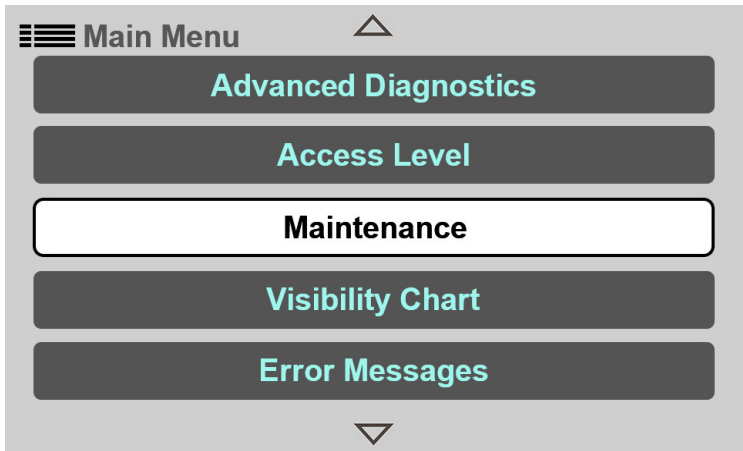 Main Menu
Advanced Diagnostics
Access Level
Maintenance
Visibility Chart
Error Messages